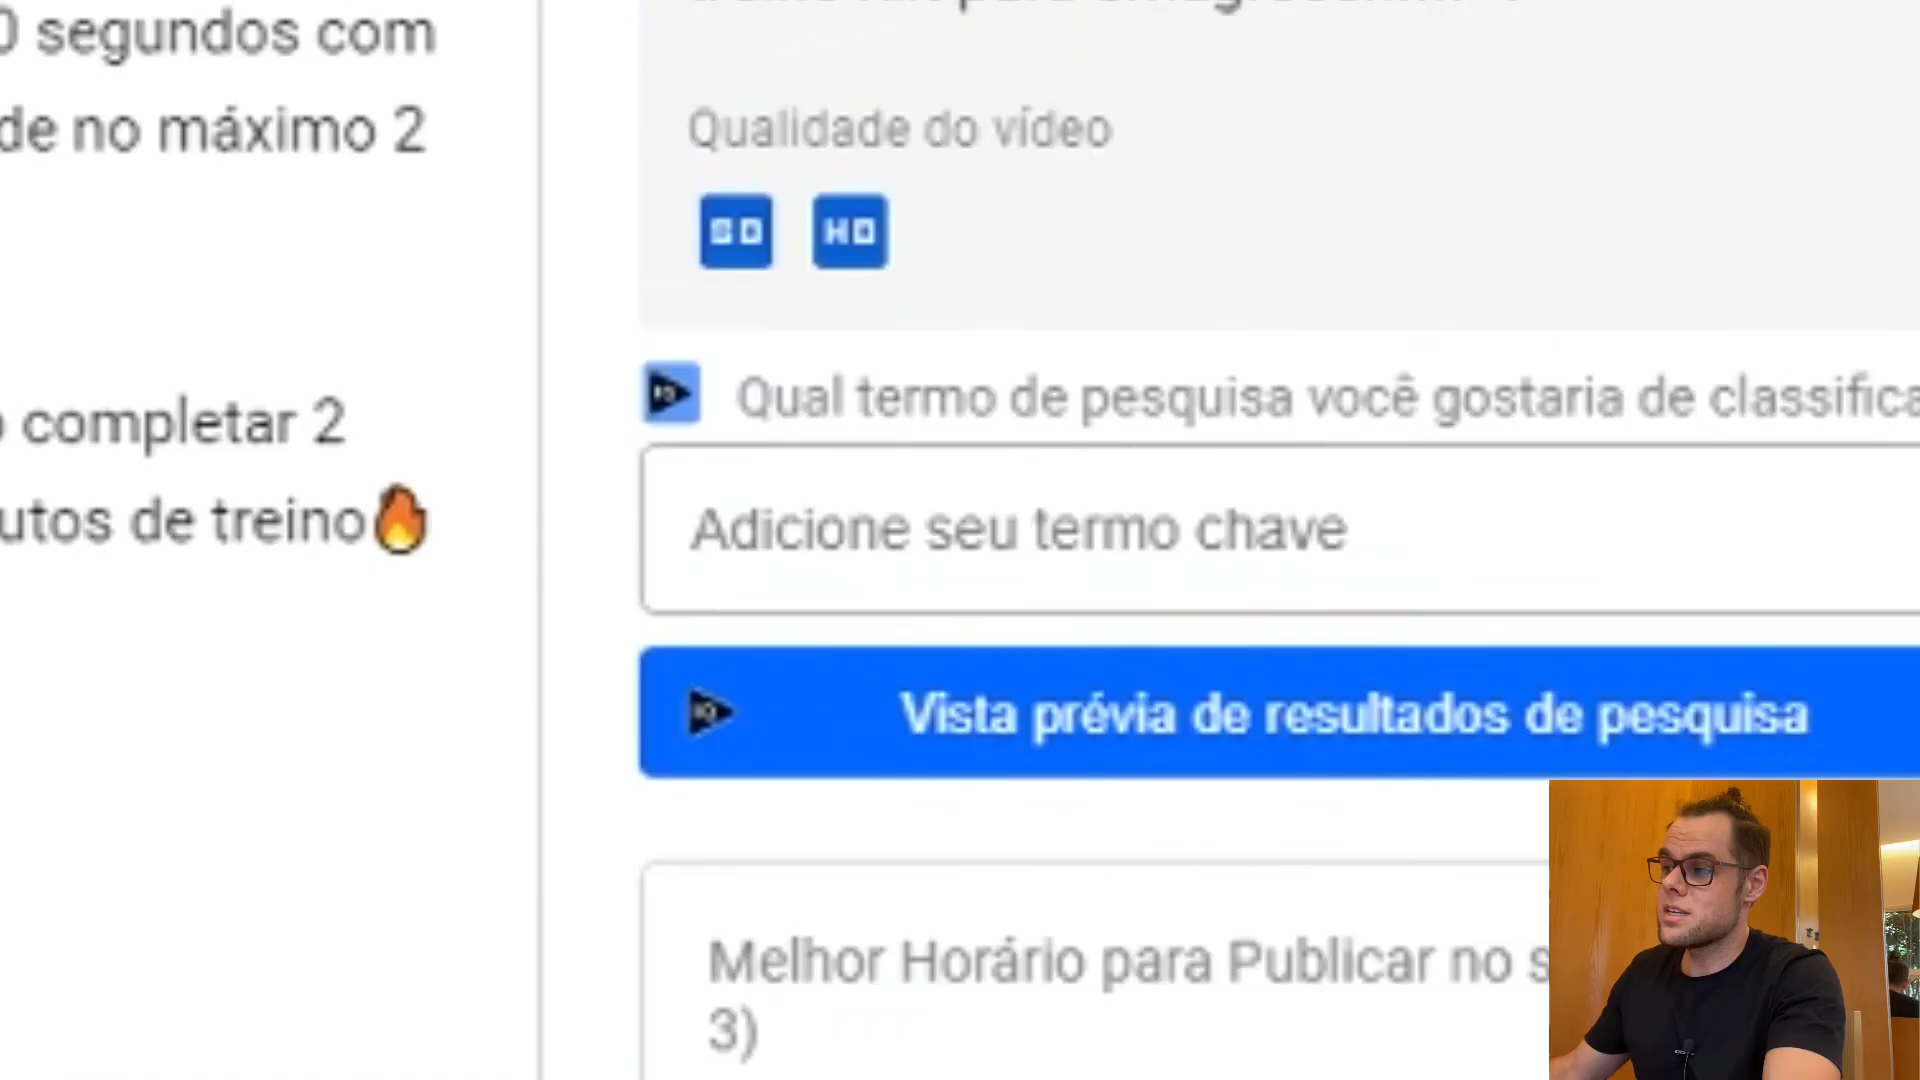 0 segundos com
de no máximo 2
o completar 2
utos de treino🔥
Qualidade do vídeo
SD HD
Qual termo de pesquisa você gostaria de classifica
Adicione seu termo chave
Vista prévia de resultados de pesquisa
Melhor Horário para Publicar no s
3)